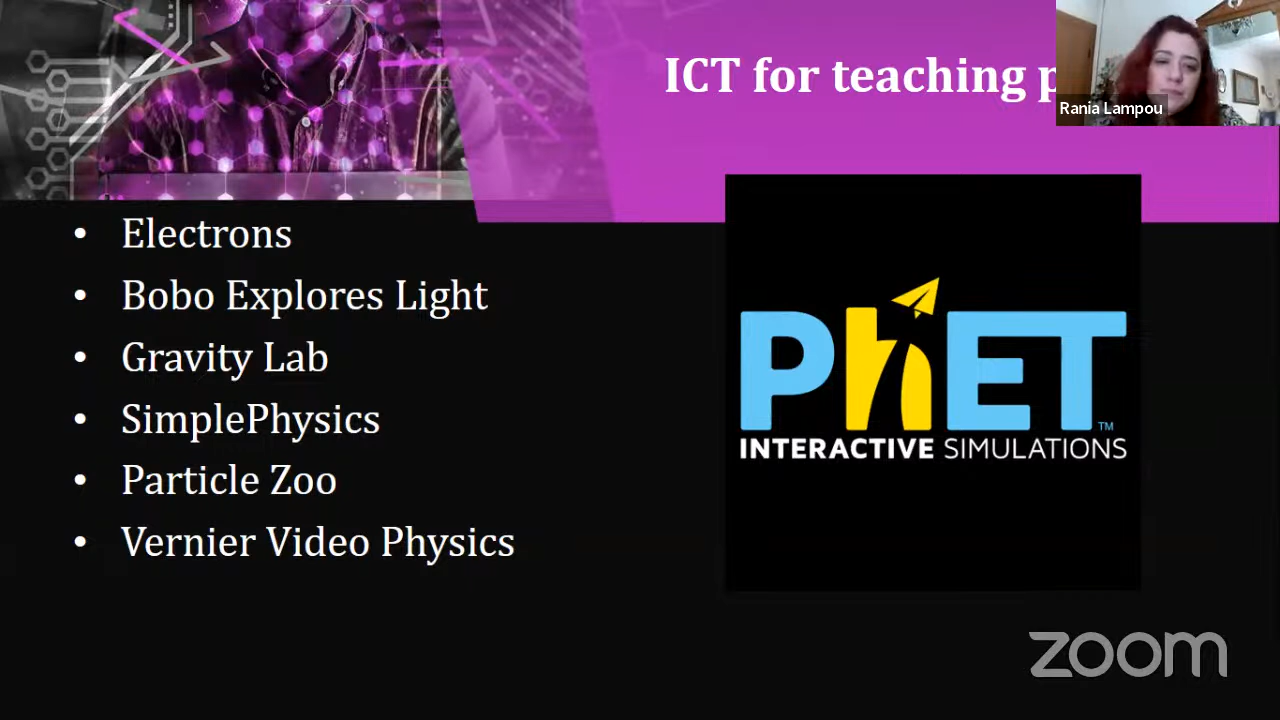 ICT for teaching p
Rania Lampou
• Electrons
• Bobo Explores Light
• Gravity Lab
• SimplePhysics
• Particle Zoo
• Vernier Video Physics
PhET™
INTERACTIVE SIMULATIONS
zoom